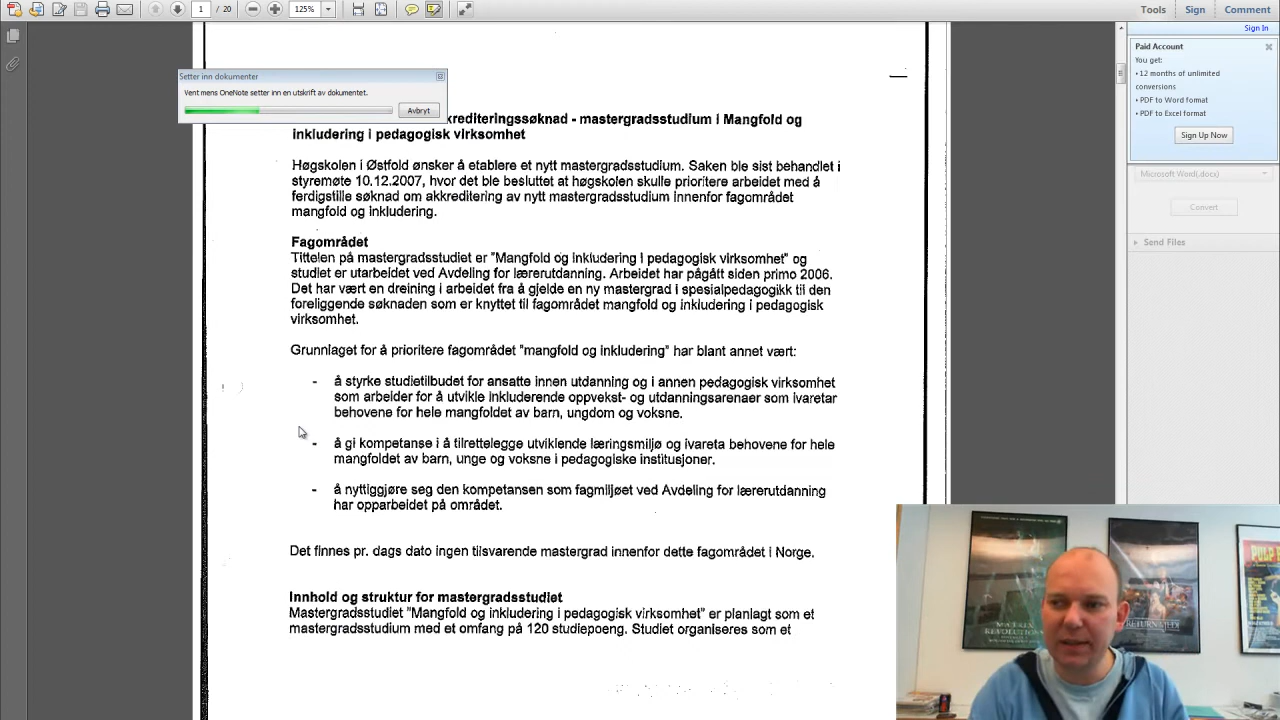 1 / 20
125%
Tools
Sign
Comment
Sign In
Paid Account
You get:
• 12 months of unlimited
conversions
• PDF to Word format
• PDF to Excel format
Sign Up Now
Microsoft Word(.docx)
Convert
Send Files
Setter inn dokumenter
Vent mens OneNote setter inn en utskrift av dokumentet.
Avbryt
kkrediteringssøknad - mastergradsstudium i Mangfold og
inkludering i pedagogisk virksomhet
Høgskolen i Østfold ønsker å etablere et nytt mastergradsstudium. Saken ble sist behandlet i
styremøte 10.12.2007, hvor det ble besluttet at høgskolen skulle prioritere arbeidet med å
ferdigstille søknad om akkreditering av nytt mastergradsstudium innenfor fagområdet
mangfold og inkludering.
Fagområdet
Tittelen på mastergradsstudiet er "Mangfold og inkludering i pedagogisk virksomhet" og
studiet er utarbeidet ved Avdeling for lærerutdanning. Arbeidet har pågått siden primo 2006.
Det har vært en dreining i arbeidet fra å gjelde en ny mastergrad i spesialpedagogikk til den
foreliggende søknaden som er knyttet til fagområdet mangfold og inkludering i pedagogisk
virksomhet.
Grunnlaget for å prioritere fagområdet "mangfold og inkludering" har blant annet vært:
- å styrke studietilbudet for ansatte innen utdanning og i annen pedagogisk virksomhet
som arbeider for å utvikle inkluderende oppvekst- og utdanningsarenaer som ivaretar
behovene for hele mangfoldet av barn, ungdom og voksne.
- å gi kompetanse i å tilrettelegge utviklende læringsmiljø og ivareta behovene for hele
mangfoldet av barn, unge og voksne i pedagogiske institusjoner.
- å nyttiggjøre seg den kompetansen som fagmiljøet ved Avdeling for lærerutdanning
har opparbeidet på området.
Det finnes pr. dags dato ingen tilsvarende mastergrad innenfor dette fagområdet i Norge.
Innhold og struktur for mastergradsstudiet
Mastergradsstudiet "Mangfold og inkludering i pedagogisk virksomhet" er planlagt som et
mastergradsstudium med et omfang på 120 studiepoeng. Studiet organiseres som et
MATRIX
REVOLUTIONS
RETURN
JEDI
PULP